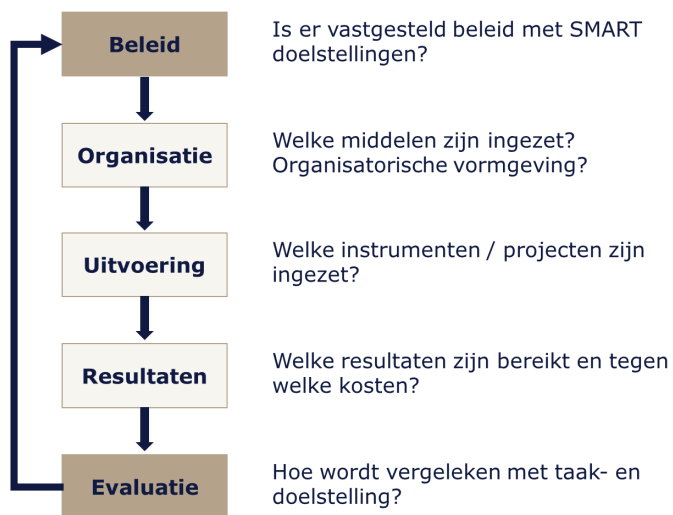 Beleid
Is er vastgesteld beleid met SMART
doelstellingen?
Organisatie
Welke middelen zijn ingezet?
Organisatorische vormgeving?
Uitvoering
Welke instrumenten / projecten zijn
ingezet?
Resultaten
Welke resultaten zijn bereikt en tegen
welke kosten?
Evaluatie
Hoe wordt vergeleken met taak- en
doelstelling?